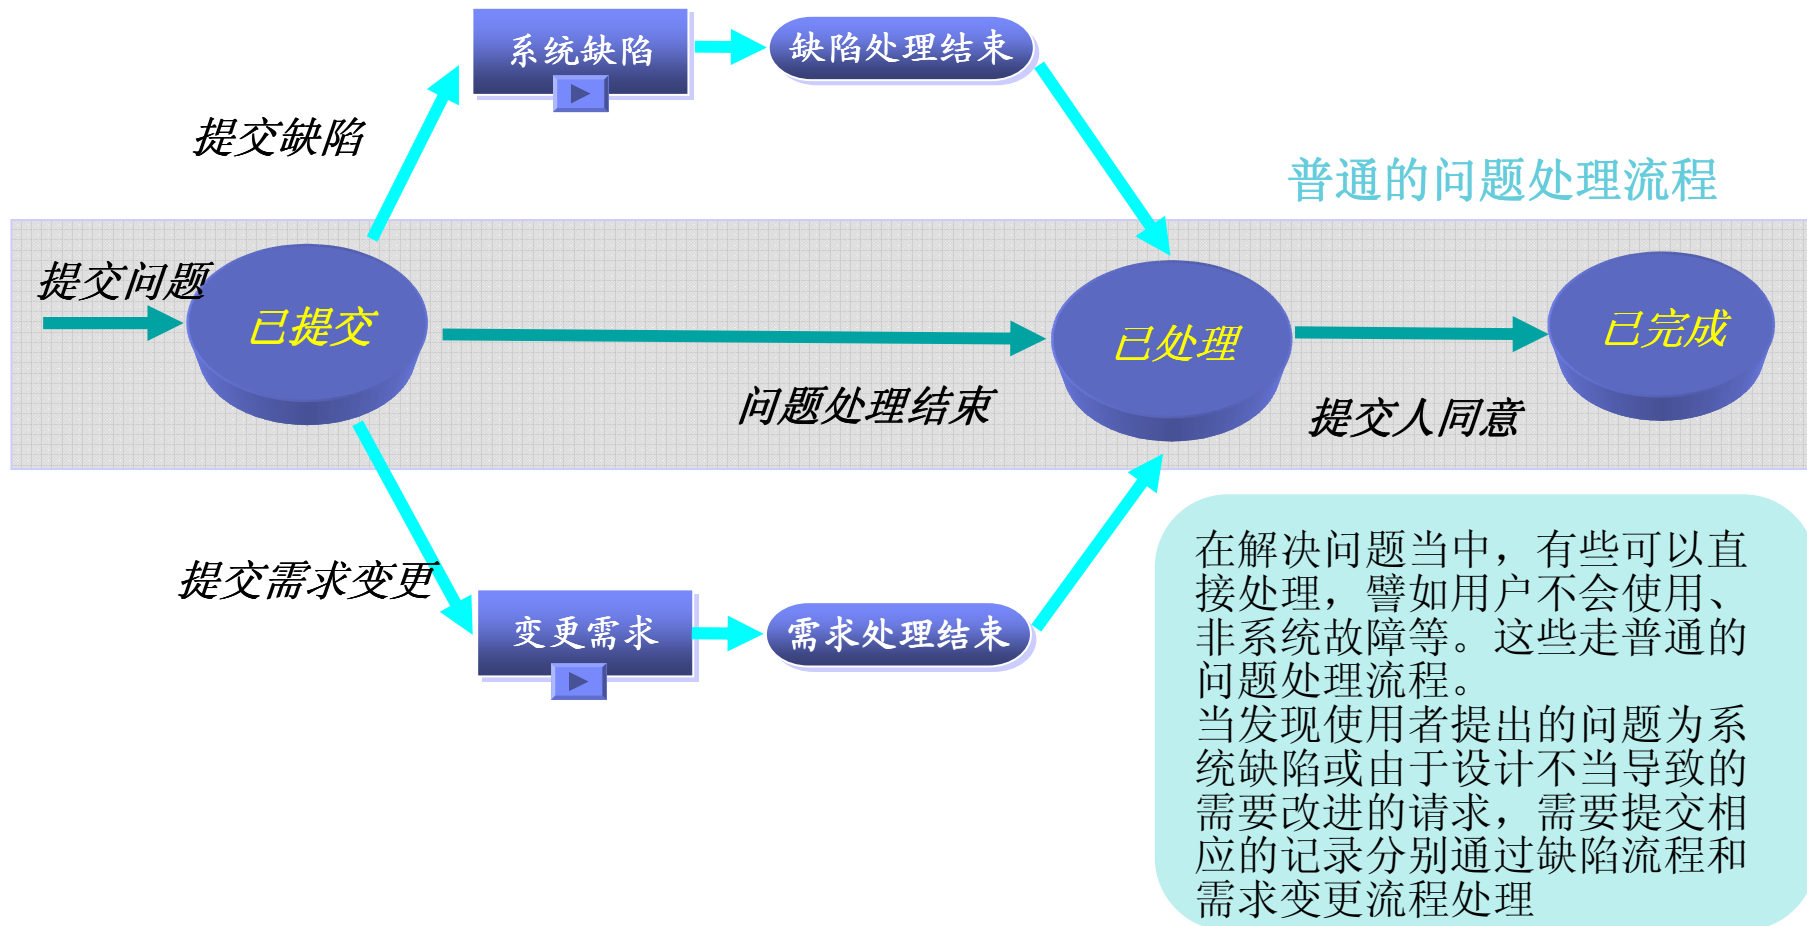 系统缺陷
缺陷处理结束
提交缺陷
普通的问题处理流程
提交问题
已提交
已处理
已完成
问题处理结束
提交人同意
提交需求变更
变更需求
需求处理结束
在解决问题当中，有些可以直
接处理，譬如用户不会使用、
非系统故障等。这些走普通的
问题处理流程。
当发现使用者提出的问题为系
统缺陷或由于设计不当导致的
需要改进的请求，需要提交相
应的记录分别通过缺陷流程和
需求变更流程处理